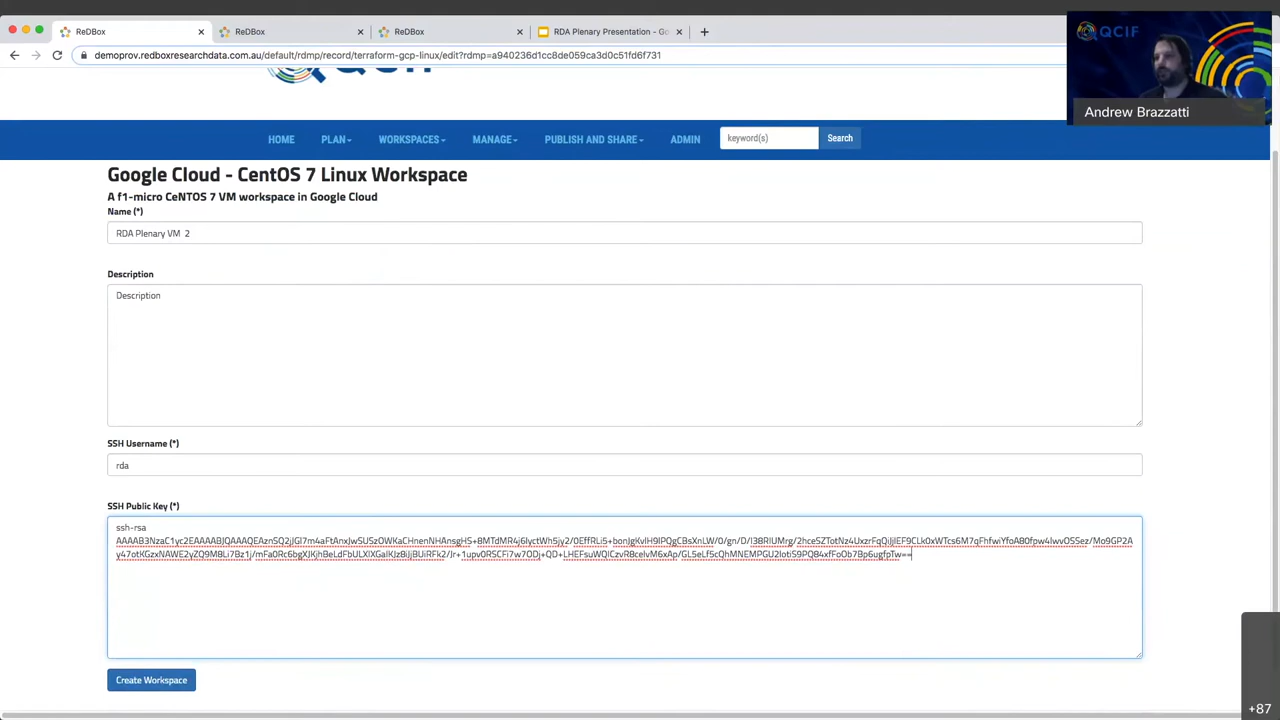 ReDBox
ReDBox
ReDBox
RDA Plenary Presentation - Go
demoprov.redboxresearchdata.com.au/default/rdmp/record/terraform-gcp-linux/edit?rdmp=a940236d1cc8de059ca3d0c51fd6f731
QCIF
Andrew Brazzatti
HOME PLAN WORKSPACES MANAGE PUBLISH AND SHARE ADMIN keyword(s) Search
Google Cloud - CentOS 7 Linux Workspace
A f1-micro CeNTOS 7 VM workspace in Google Cloud
Name (*)
RDA Plenary VM 2
Description
Description
SSH Username (*)
rda
SSH Public Key (*)
ssh-rsa
Create Workspace
+87